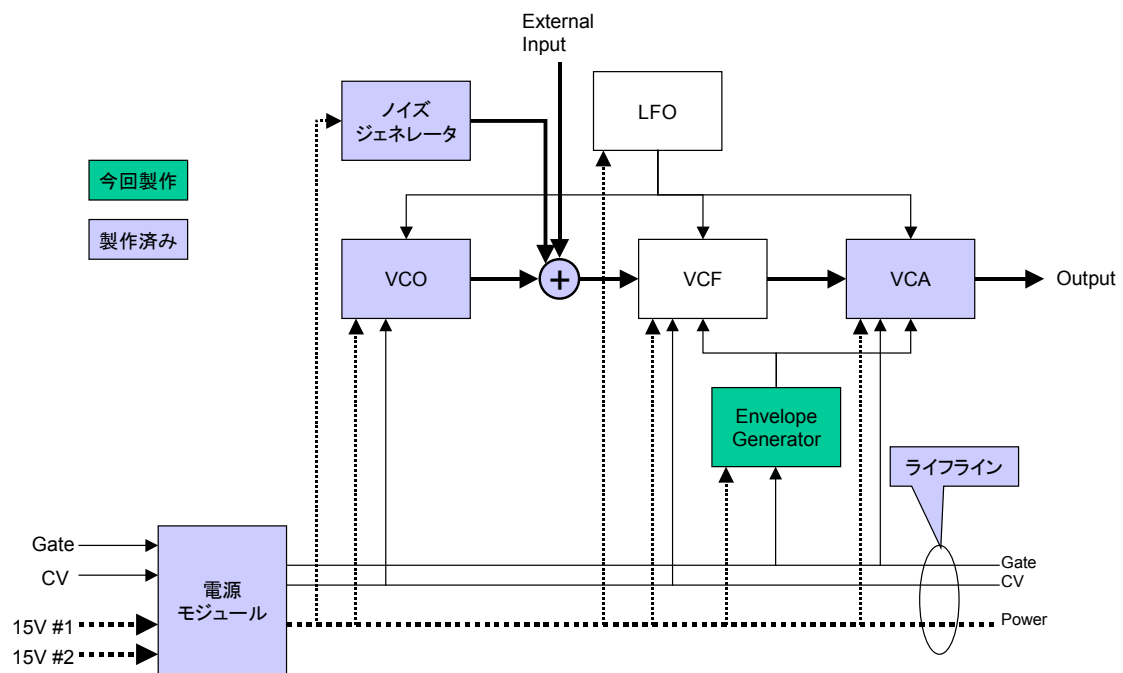 External
Input
ノイズ
ジェネレータ
LFO
今回製作
製作済み
VCO
+
VCF
VCA
Output
Envelope
Generator
ライフライン
Gate
CV
15V #1
15V #2
電源
モジュール
Gate
CV
Power